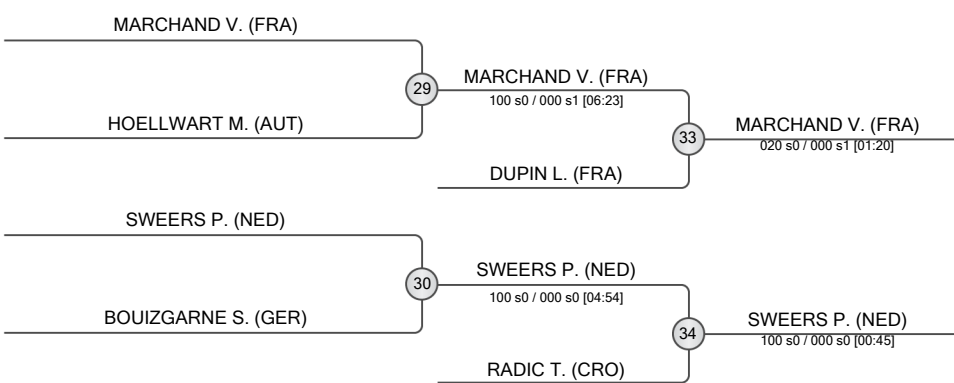 MARCHAND V. (FRA)
29
HOELLWART M. (AUT)
MARCHAND V. (FRA)
100 s0 / 000 s1 [06:23]
33
DUPIN L. (FRA)
MARCHAND V. (FRA)
020 s0 / 000 s1 [01:20]
SWEERS P. (NED)
30
BOUIZGARNE S. (GER)
SWEERS P. (NED)
100 s0 / 000 s0 [04:54]
34
RADIC T. (CRO)
SWEERS P. (NED)
100 s0 / 000 s0 [00:45]